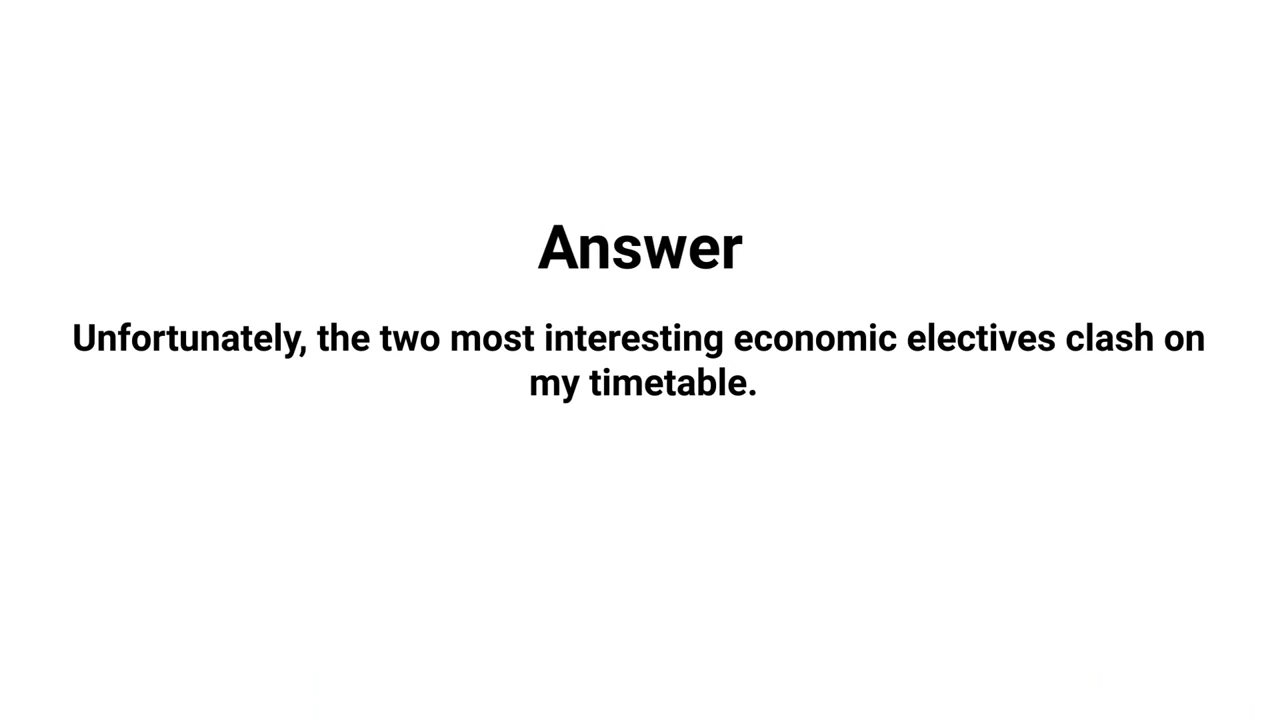 Answer
Unfortunately, the two most interesting economic electives clash on
my timetable.